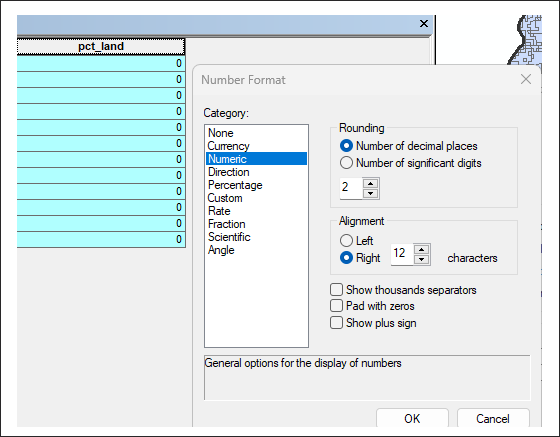 pct_land
0
0
0
0
0
0
0
0
0
0
0
0
Number Format
Category:
None
Currency
Numeric
Direction
Percentage
Custom
Rate
Fraction
Scientific
Angle
Rounding
Number of decimal places
Number of significant digits
2
Alignment
Left
Right 12 characters
Show thousands separators
Pad with zeros
Show plus sign
General options for the display of numbers
OK Cancel